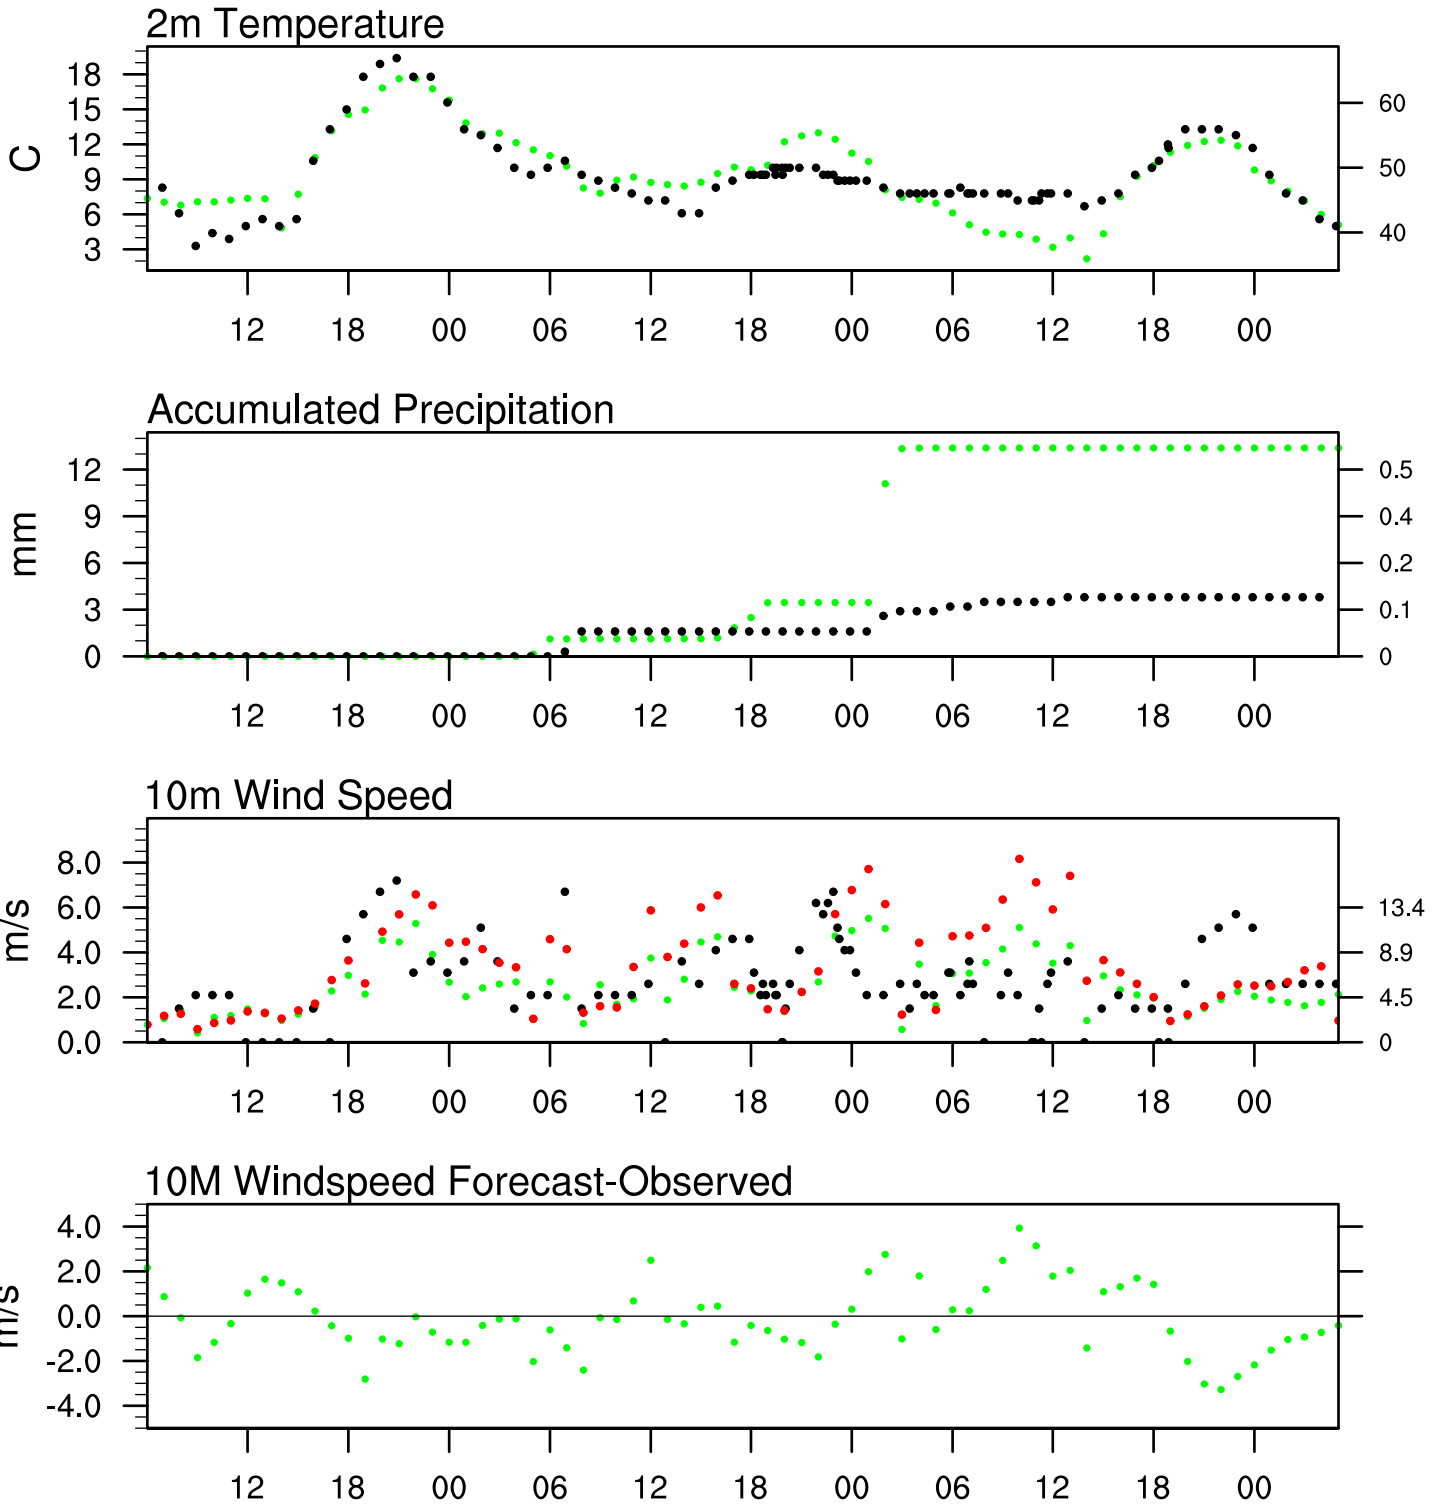 2m Temperature
18
15
12
9
6
3
C
60
50
40
12 18 00 06 12 18 00 06 12 18 00
Accumulated Precipitation
12
9
6
3
0
mm
0.5
0.4
0.2
0.1
0
12 18 00 06 12 18 00 06 12 18 00
10m Wind Speed
8.0
6.0
4.0
2.0
0.0
m/s
13.4
8.9
4.5
0
12 18 00 06 12 18 00 06 12 18 00
10M Windspeed Forecast-Observed
4.0
2.0
0.0
-2.0
-4.0
m/s
12 18 00 06 12 18 00 06 12 18 00